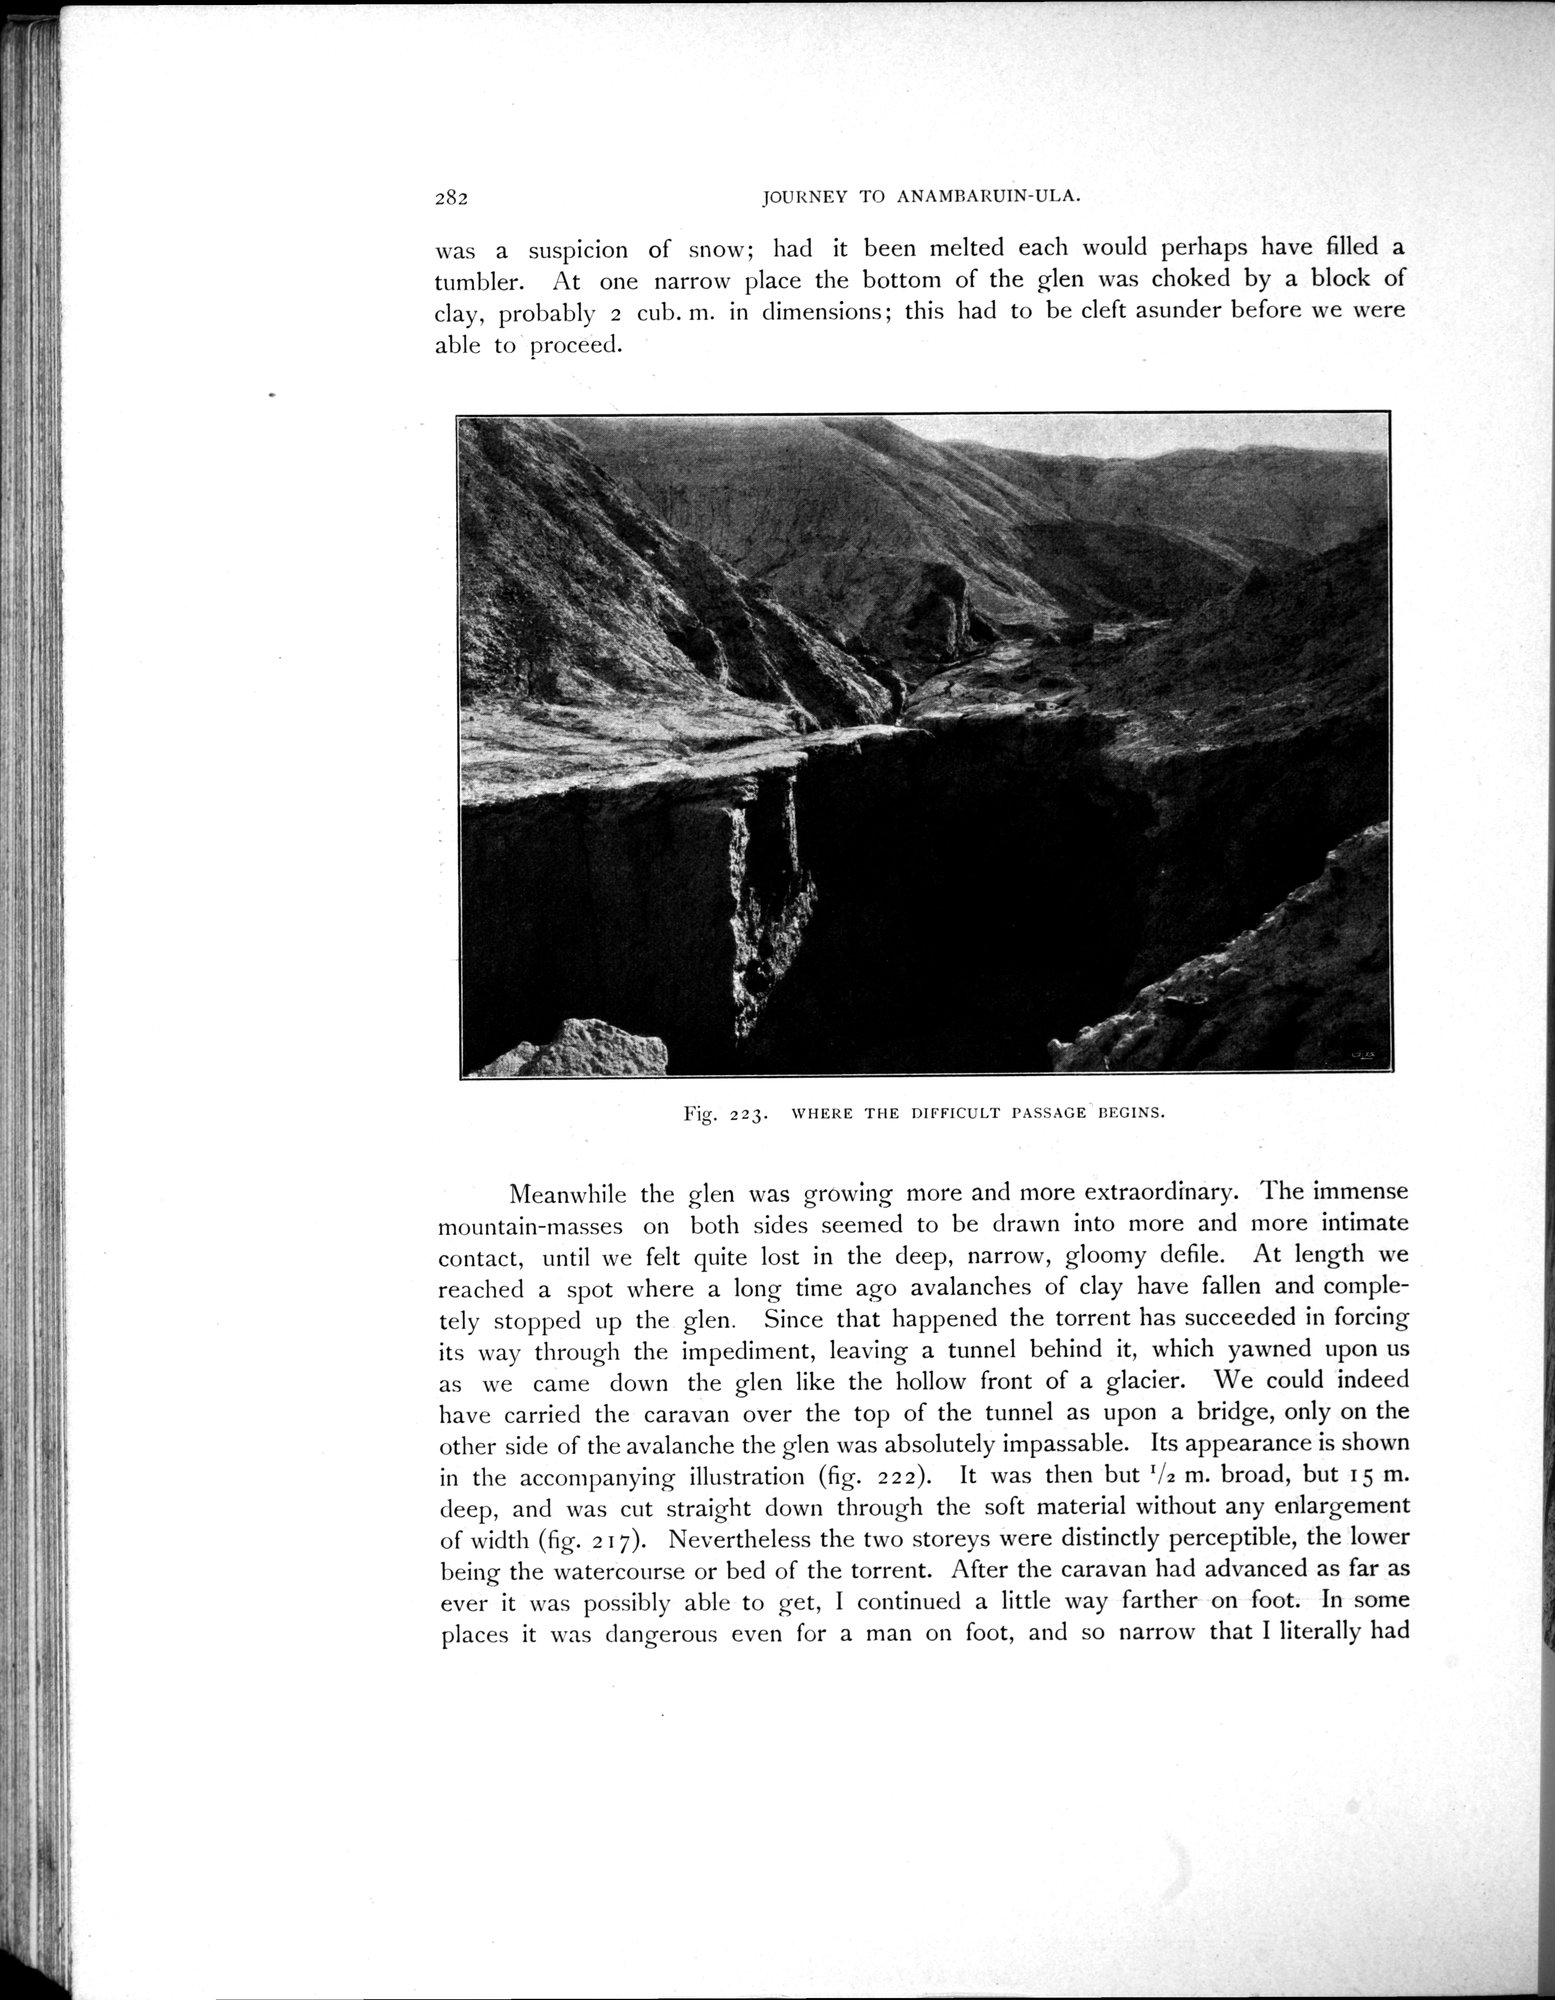 282
JOURNEY TO ANAMBARUIN-ULA.
was a suspicion of snow; had it been melted each would perhaps have filled a
tumbler. At one narrow place the bottom of the glen was choked by a block of
clay, probably 2 cub. m. in dimensions; this had to be cleft asunder before we were
able to proceed.
Fig. 223. WHERE THE DIFFICULT PASSAGE BEGINS.
Meanwhile the glen was growing more and more extraordinary. The immense
mountain-masses on both sides seemed to be drawn into more and more intimate
contact, until we felt quite lost in the deep, narrow, gloomy defile. At length we
reached a spot where a long time ago avalanches of clay have fallen and comple-
tely stopped up the glen. Since that happened the torrent has succeeded in forcing
its way through the impediment, leaving a tunnel behind it, which yawned upon us
as we came down the glen like the hollow front of a glacier. We could indeed
have carried the caravan over the top of the tunnel as upon a bridge, only on the
other side of the avalanche the glen was absolutely impassable. Its appearance is shown
in the accompanying illustration (fig. 222). It was then but 1/2 m. broad, but 15 m.
deep, and was cut straight down through the soft material without any enlargement
of width (fig. 217). Nevertheless the two storeys were distinctly perceptible, the lower
being the watercourse or bed of the torrent. After the caravan had advanced as far as
ever it was possibly able to get, I continued a little way farther on foot. In some
places it was dangerous even for a man on foot, and so narrow that I literally had